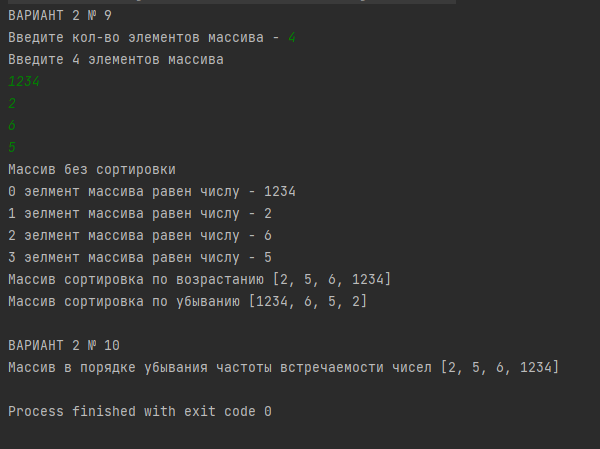 ВАРИАНТ 2 № 9
Введите кол-во элементов массива - 4
Введите 4 элементов массива
1234
2
6
5
Массив без сортировки
0 эелмент массива равен числу - 1234
1 эелмент массива равен числу - 2
2 эелмент массива равен числу - 6
3 эелмент массива равен числу - 5
Массив сортировка по возрастанию [2, 5, 6, 1234]
Массив сортировка по убыванию [1234, 6, 5, 2]
ВАРИАНТ 2 № 10
Массив в порядке убывания частоты встречаемости чисел [2, 5, 6, 1234]
Process finished with exit code 0